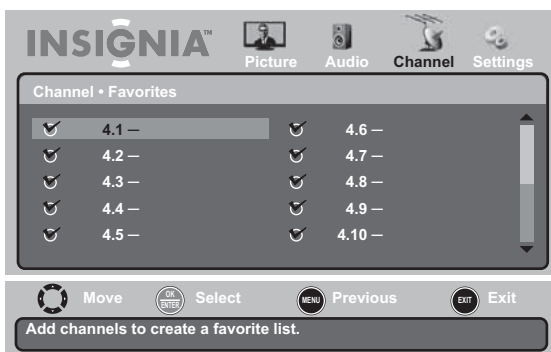 INSIGNIA™
Picture Audio Channel Settings
Channel • Favorites
4.1 — 4.6 —
4.2 — 4.7 —
4.3 — 4.8 —
4.4 — 4.9 —
4.5 — 4.10 —
Move OK ENTER Select MENU Previous EXIT Exit
Add channels to create a favorite list.